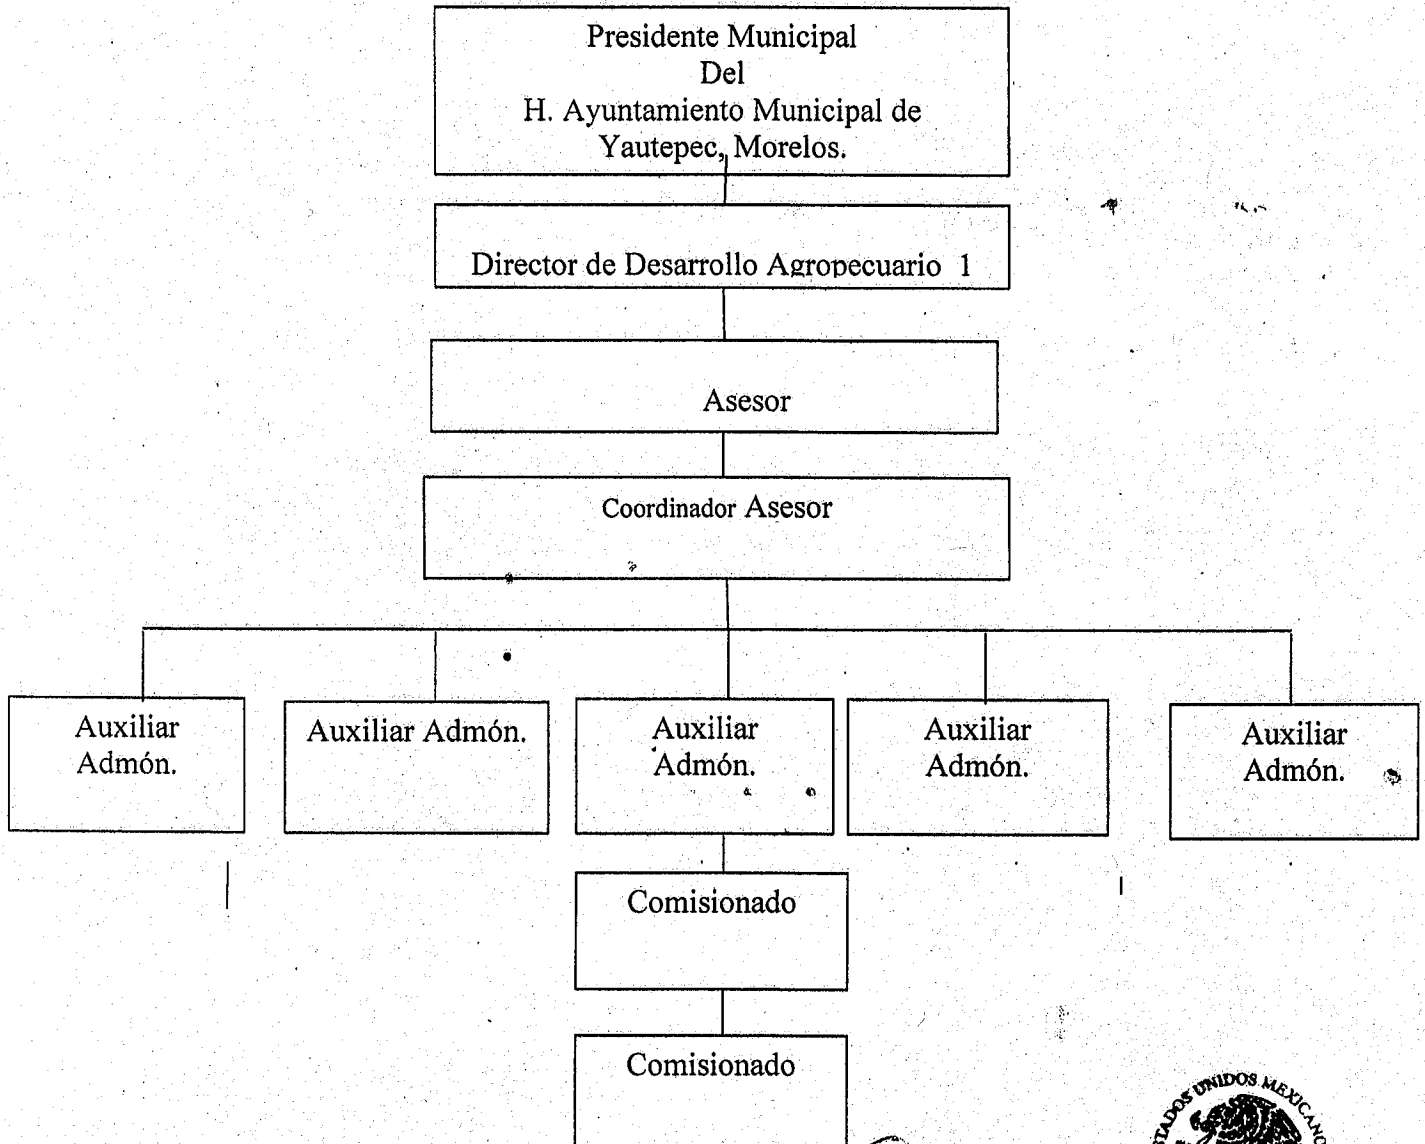 Presidente Municipal
Del
H. Ayuntamiento Municipal de
Yautepec, Morelos.
Director de Desarrollo Agropecuario 1
Asesor
Coordinador Asesor
Auxiliar
Admón.
Auxiliar Admón.
Auxiliar
Admón.
Auxiliar
Admón.
Auxiliar
Admón.
Comisionado
Comisionado
UNIDOS